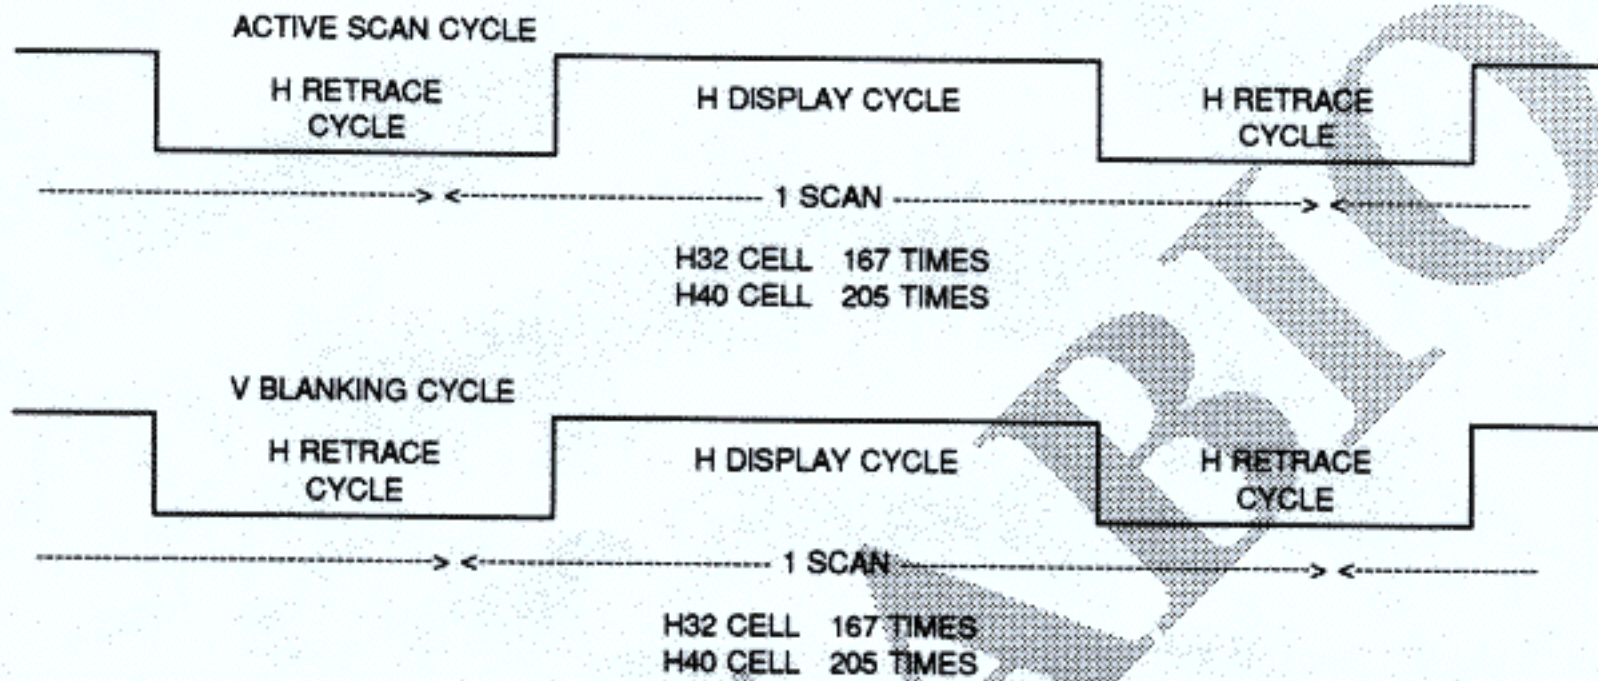 ACTIVE SCAN CYCLE
H RETRACE
CYCLE
H DISPLAY CYCLE
H RETRACE
CYCLE
1 SCAN
H32 CELL 167 TIMES
H40 CELL 205 TIMES
V BLANKING CYCLE
H RETRACE
CYCLE
H DISPLAY CYCLE
H RETRACE
CYCLE
1 SCAN
H32 CELL 167 TIMES
H40 CELL 205 TIMES